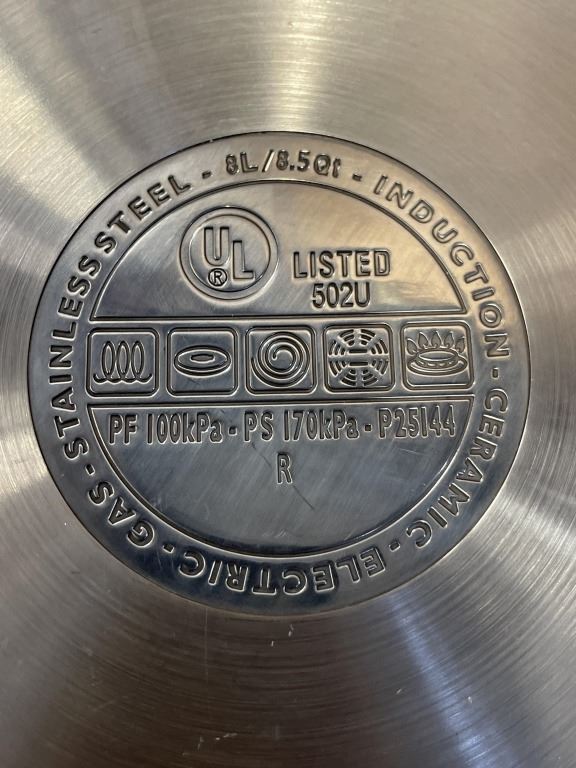 STAINLESS STEEL - 8L/8.5Qt - INDUCTION - CERAMIC - ELECTRIC - GAS -
UL ®
LISTED
502U
PF 100kPa - PS 170kPa - P25144
R